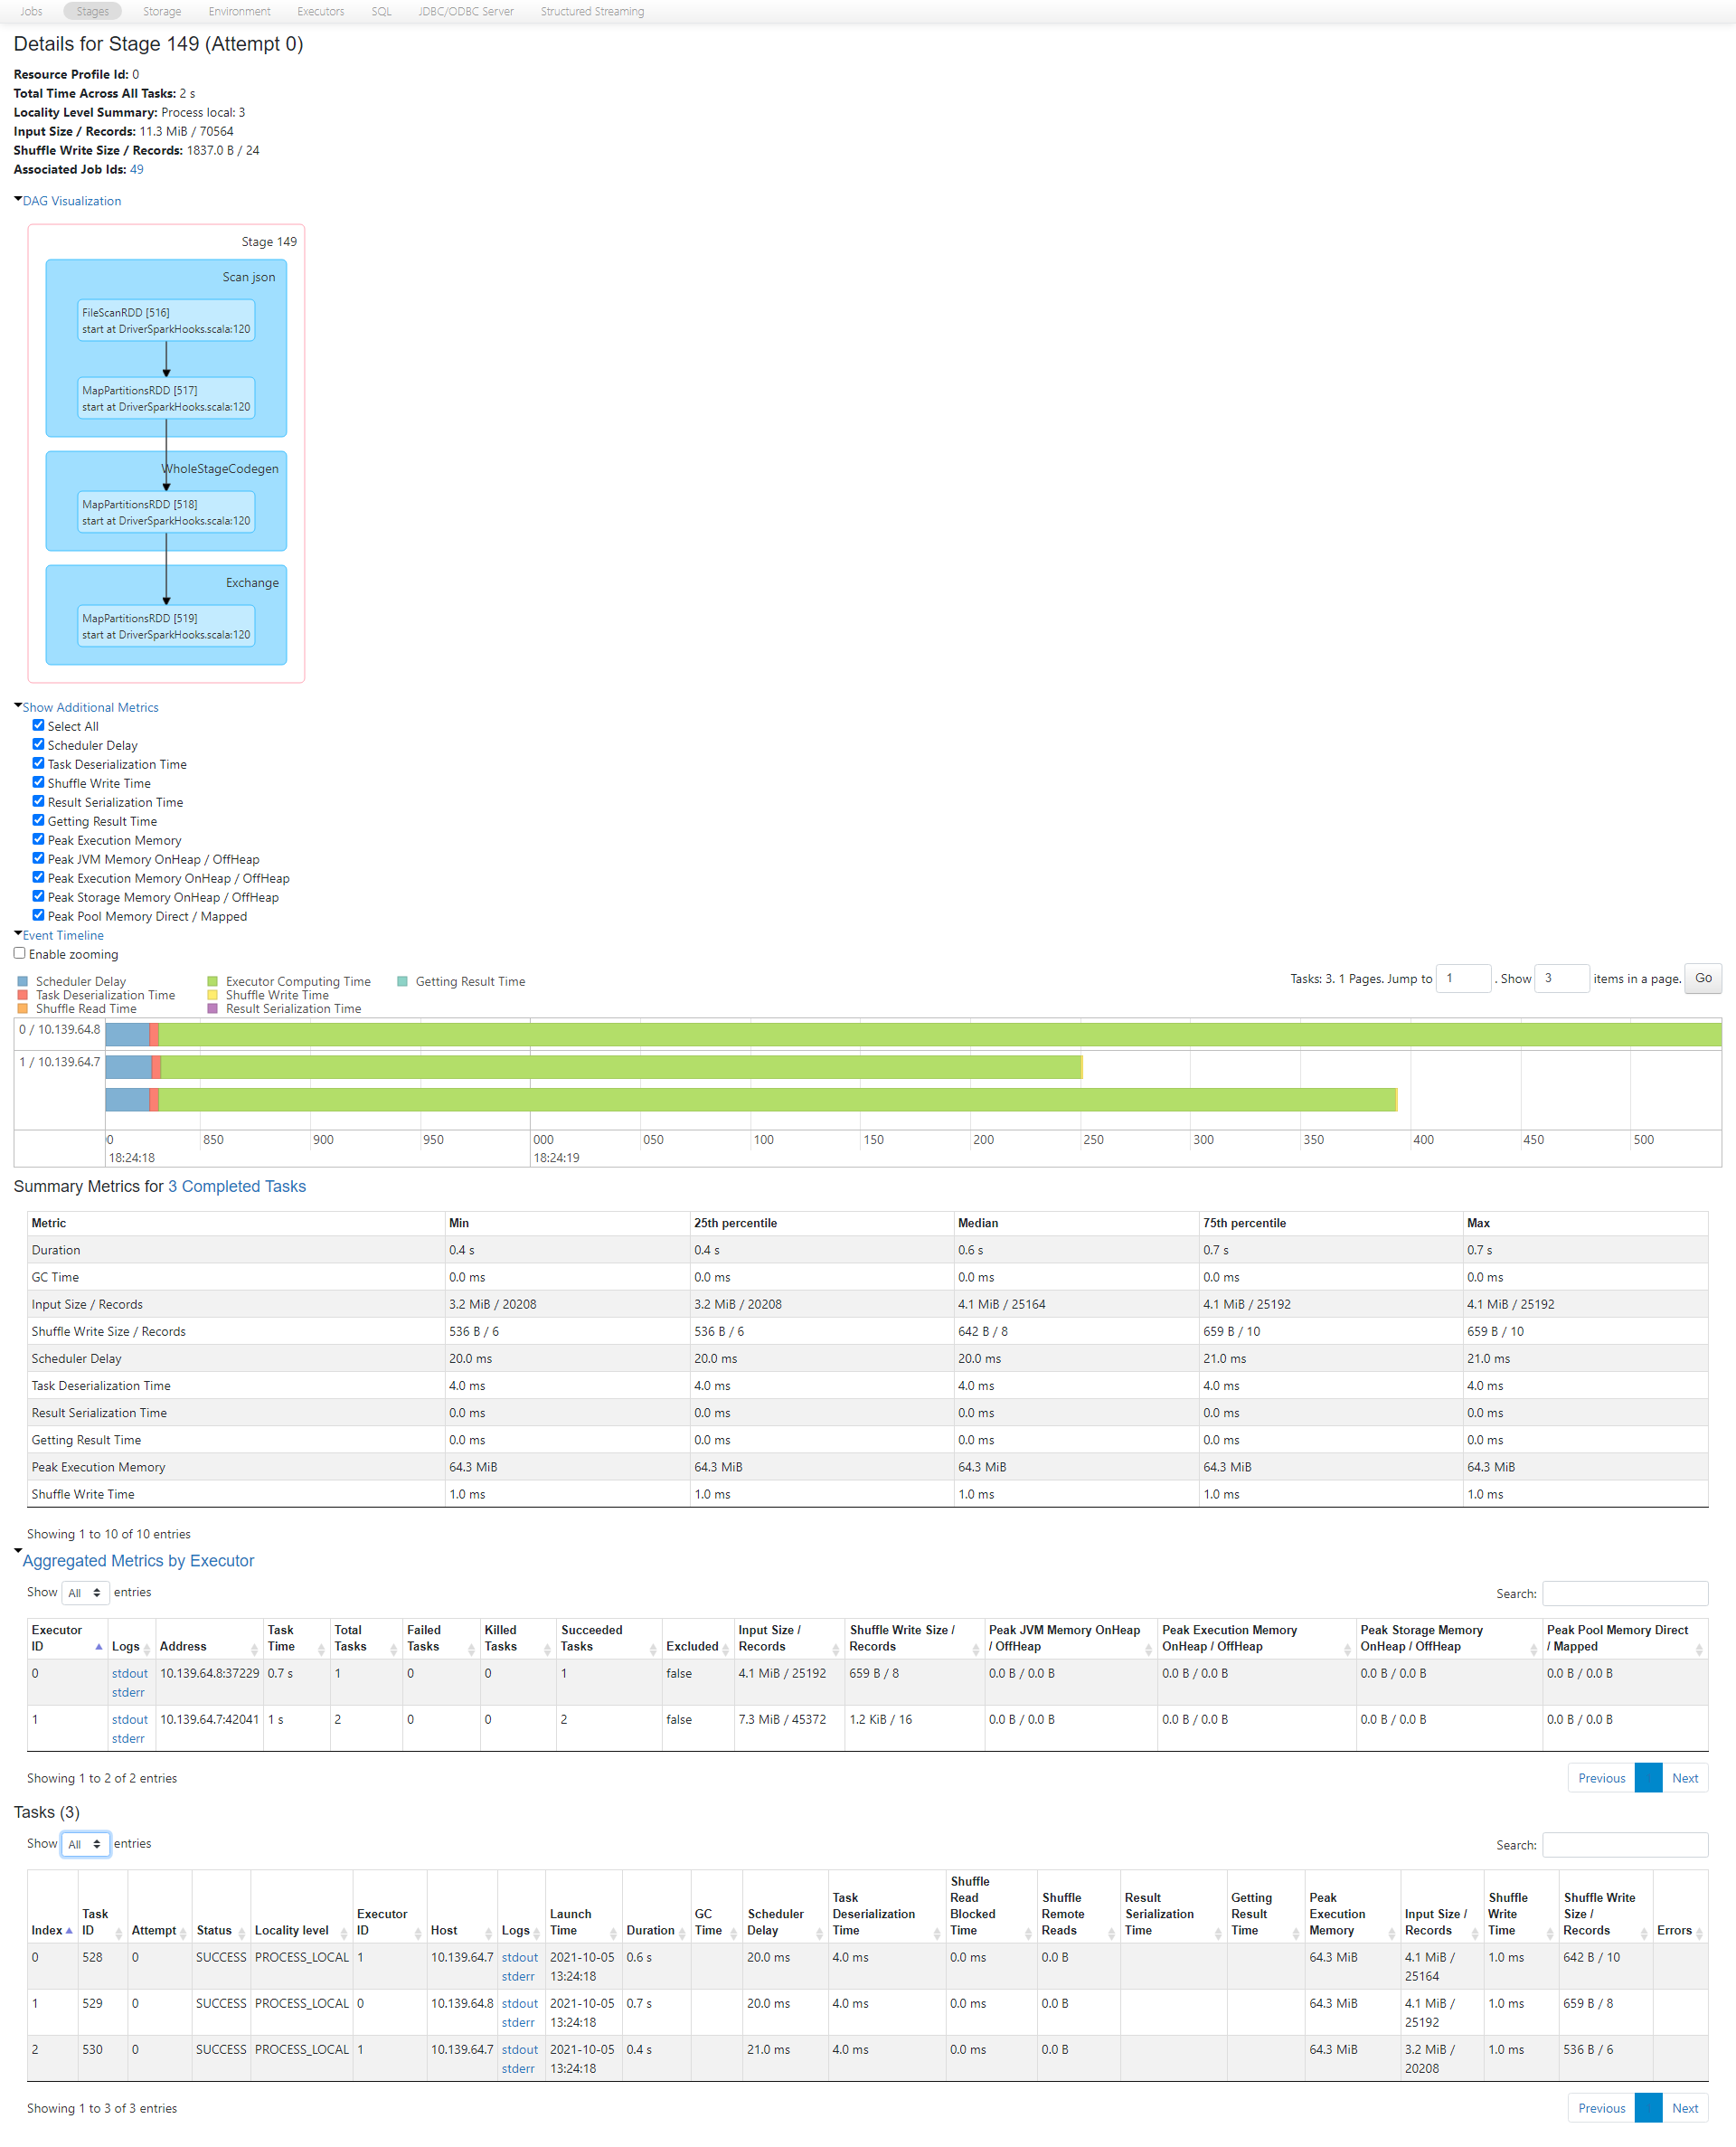 Jobs Stages Storage Environment Executors SQL JDBC/ODBC Server Structured Streaming
Details for Stage 149 (Attempt 0)
Resource Profile Id: 0
Total Time Across All Tasks: 2 s
Locality Level Summary: Process local: 3
Input Size / Records: 11.3 MiB / 70564
Shuffle Write Size / Records: 1837.0 B / 24
Associated Job Ids: 49
DAG Visualization
Stage 149
Scan json
FileScanRDD [516]
start at DriverSparkHooks.scala:120
MapPartitionsRDD [517]
start at DriverSparkHooks.scala:120
WholeStageCodegen
MapPartitionsRDD [518]
start at DriverSparkHooks.scala:120
Exchange
MapPartitionsRDD [519]
start at DriverSparkHooks.scala:120
Show Additional Metrics
Select All
Scheduler Delay
Task Deserialization Time
Shuffle Write Time
Result Serialization Time
Getting Result Time
Peak Execution Memory
Peak JVM Memory OnHeap / OffHeap
Peak Execution Memory OnHeap / OffHeap
Peak Storage Memory OnHeap / OffHeap
Peak Pool Memory Direct / Mapped
Event Timeline
Enable zooming
Tasks: 3. 1 Pages. Jump to 1 . Show 3 items in a page. Go
Scheduler Delay Executor Computing Time Getting Result Time
Task Deserialization Time Shuffle Write Time
Shuffle Read Time Result Serialization Time
0 / 10.139.64.8
1 / 10.139.64.7
0 850 900 950 000 050 100 150 200 250 300 350 400 450 500
18:24:18 18:24:19
Summary Metrics for 3 Completed Tasks
Metric Min 25th percentile Median 75th percentile Max
Duration 0.4 s 0.4 s 0.6 s 0.7 s 0.7 s
GC Time 0.0 ms 0.0 ms 0.0 ms 0.0 ms 0.0 ms
Input Size / Records 3.2 MiB / 20208 3.2 MiB / 20208 4.1 MiB / 25164 4.1 MiB / 25192 4.1 MiB / 25192
Shuffle Write Size / Records 536 B / 6 536 B / 6 642 B / 8 659 B / 10 659 B / 10
Scheduler Delay 20.0 ms 20.0 ms 20.0 ms 21.0 ms 21.0 ms
Task Deserialization Time 4.0 ms 4.0 ms 4.0 ms 4.0 ms 4.0 ms
Result Serialization Time 0.0 ms 0.0 ms 0.0 ms 0.0 ms 0.0 ms
Getting Result Time 0.0 ms 0.0 ms 0.0 ms 0.0 ms 0.0 ms
Peak Execution Memory 64.3 MiB 64.3 MiB 64.3 MiB 64.3 MiB 64.3 MiB
Shuffle Write Time 1.0 ms 1.0 ms 1.0 ms 1.0 ms 1.0 ms
Showing 1 to 10 of 10 entries
Aggregated Metrics by Executor
Show All entries Search:
Executor Task Total Failed Killed Succeeded Input Size / Shuffle Write Size / Peak JVM Memory OnHeap Peak Execution Memory Peak Storage Memory Peak Pool Memory Direct
ID Logs Address Time Tasks Tasks Tasks Tasks Excluded Records Records / OffHeap OnHeap / OffHeap OnHeap / OffHeap / Mapped
0 stdout 10.139.64.8:37229 0.7 s 1 0 0 1 false 4.1 MiB / 25192 659 B / 8 0.0 B / 0.0 B 0.0 B / 0.0 B 0.0 B / 0.0 B 0.0 B / 0.0 B
stderr
1 stdout 10.139.64.7:42041 1 s 2 0 0 2 false 7.3 MiB / 45372 1.2 KiB / 16 0.0 B / 0.0 B 0.0 B / 0.0 B 0.0 B / 0.0 B 0.0 B / 0.0 B
stderr
Showing 1 to 2 of 2 entries Previous Next
Tasks (3)
Show All entries Search:
Shuffle
Task Read Shuffle Result Getting Peak Shuffle Shuffle Write
Task Executor Launch GC Scheduler Deserialization Blocked Remote Serialization Result Execution Input Size / Write Size /
Index ID Attempt Status Locality level ID Host Logs Time Duration Time Delay Time Time Reads Time Time Memory Records Time Records Errors
0 528 0 SUCCESS PROCESS_LOCAL 1 10.139.64.7 stdout 2021-10-05 0.6 s 20.0 ms 4.0 ms 0.0 ms 0.0 B 64.3 MiB 4.1 MiB / 1.0 ms 642 B / 10
stderr 13:24:18 25164
1 529 0 SUCCESS PROCESS_LOCAL 0 10.139.64.8 stdout 2021-10-05 0.7 s 20.0 ms 4.0 ms 0.0 ms 0.0 B 64.3 MiB 4.1 MiB / 1.0 ms 659 B / 8
stderr 13:24:18 25192
2 530 0 SUCCESS PROCESS_LOCAL 1 10.139.64.7 stdout 2021-10-05 0.4 s 21.0 ms 4.0 ms 0.0 ms 0.0 B 64.3 MiB 3.2 MiB / 1.0 ms 536 B / 6
stderr 13:24:18 20208
Showing 1 to 3 of 3 entries Previous Next